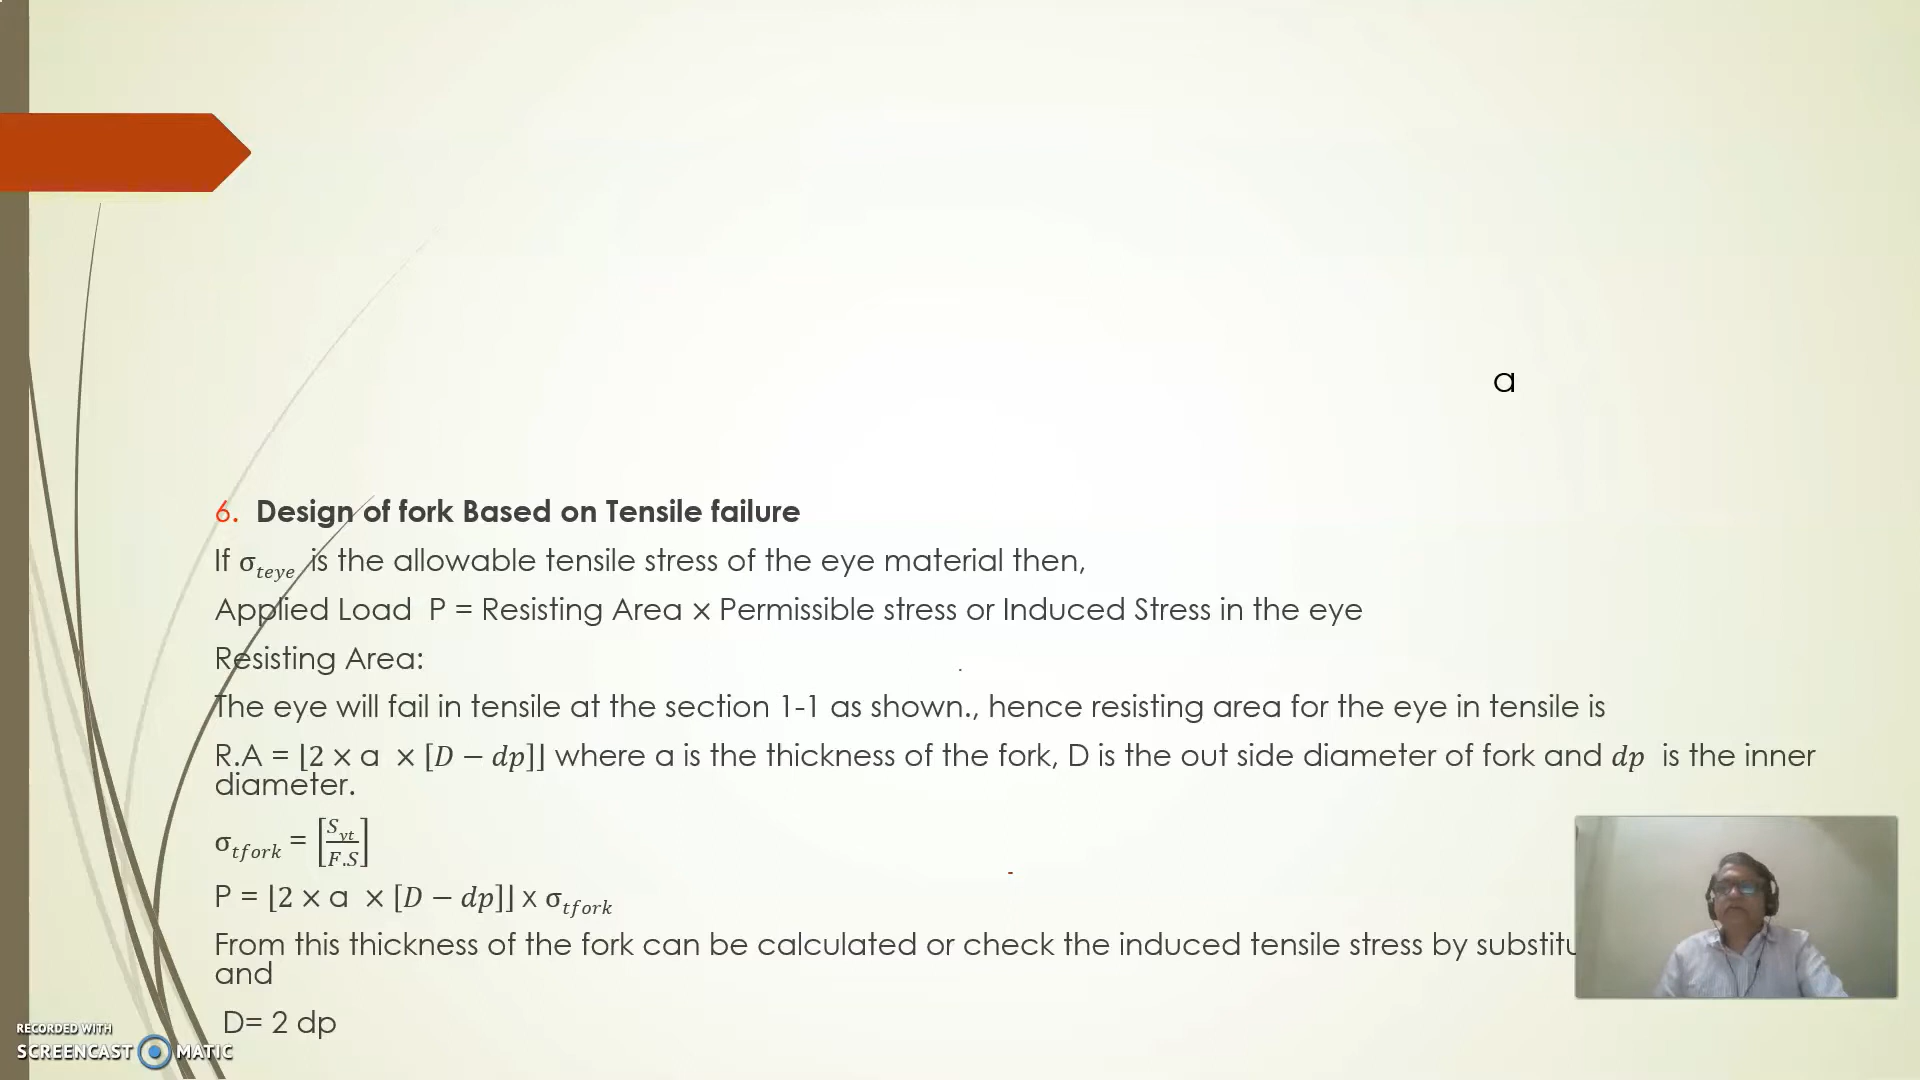 a
6. Design of fork Based on Tensile failure
If σ_teye is the allowable tensile stress of the eye material then,
Applied Load P = Resisting Area × Permissible stress or Induced Stress in the eye
Resisting Area:
The eye will fail in tensile at the section 1-1 as shown., hence resisting area for the eye in tensile is
R.A = ⌊2 × a × [D − dp]⌋ where a is the thickness of the fork, D is the out side diameter of fork and dp is the inner
diameter.
σ_tfork = [S_yt / F.S]
P = ⌊2 × a × [D − dp]⌋ x σ_tfork
From this thickness of the fork can be calculated or check the induced tensile stress by
and
D= 2 dp
RECORDED WITH
SCREENCAST MATIC